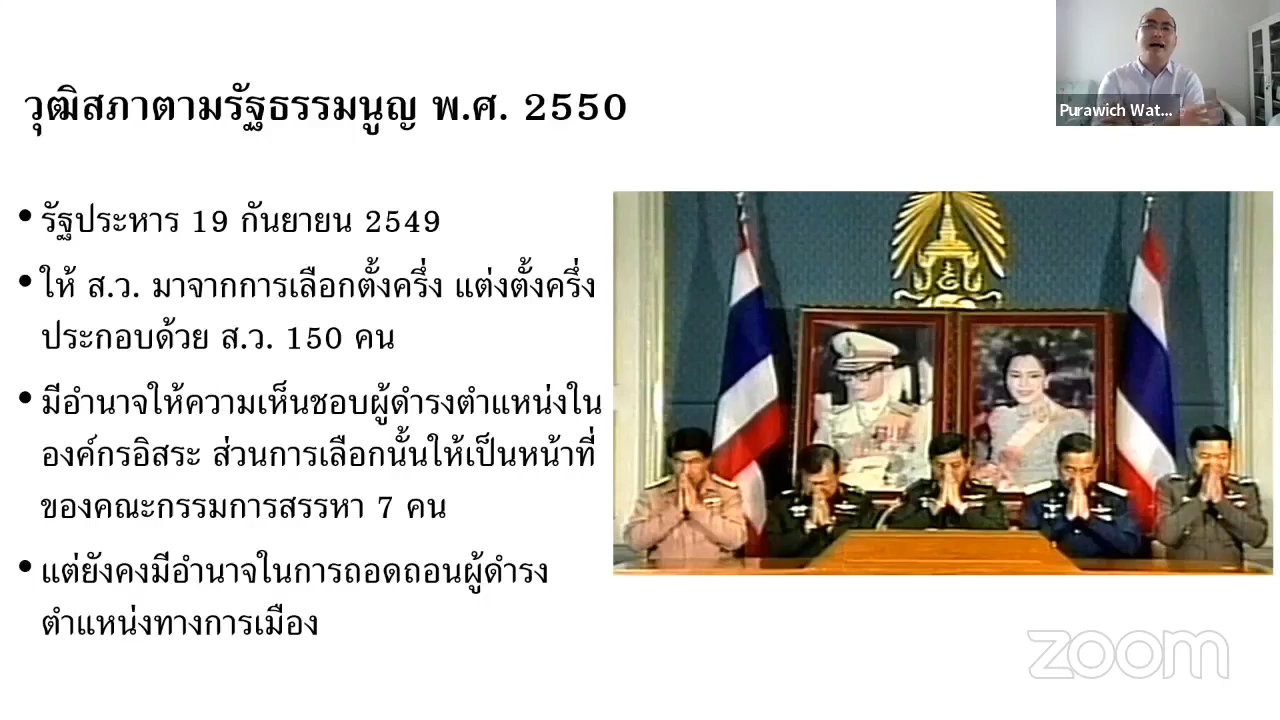 วุฒิสภาตามรัฐธรรมนูญ พ.ศ. 2550
Purawich Wat...
• รัฐประหาร 19 กันยายน 2549
• ให้ ส.ว. มาจากการเลือกตั้งครึ่ง แต่งตั้งครึ่ง
ประกอบด้วย ส.ว. 150 คน
• มีอำนาจให้ความเห็นชอบผู้ดำรงตำแหน่งใน
องค์กรอิสระ ส่วนการเลือกนั้นให้เป็นหน้าที่
ของคณะกรรมการสรรหา 7 คน
• แต่ยังคงมีอำนาจในการถอดถอนผู้ดำรง
ตำแหน่งทางการเมือง
zoom